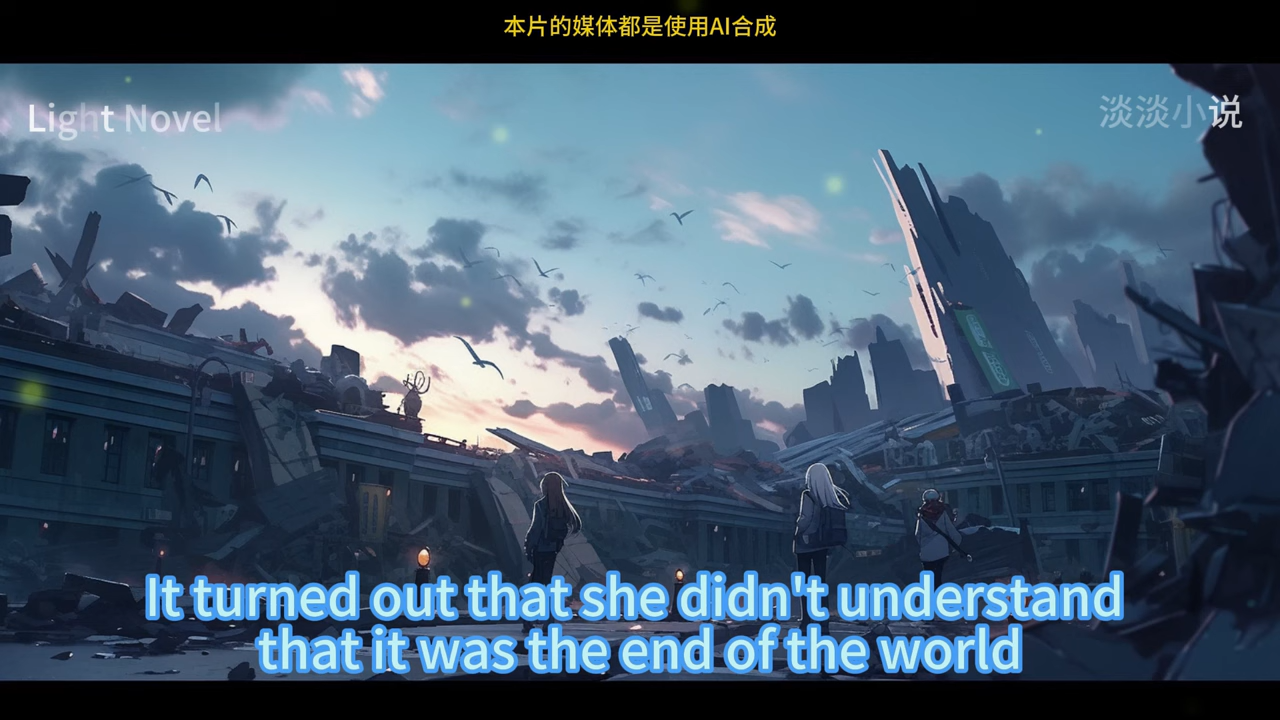 本片的媒体都是使用AI合成
Light Novel
淡淡小说
It turned out that she didn't understand
that it was the end of the world